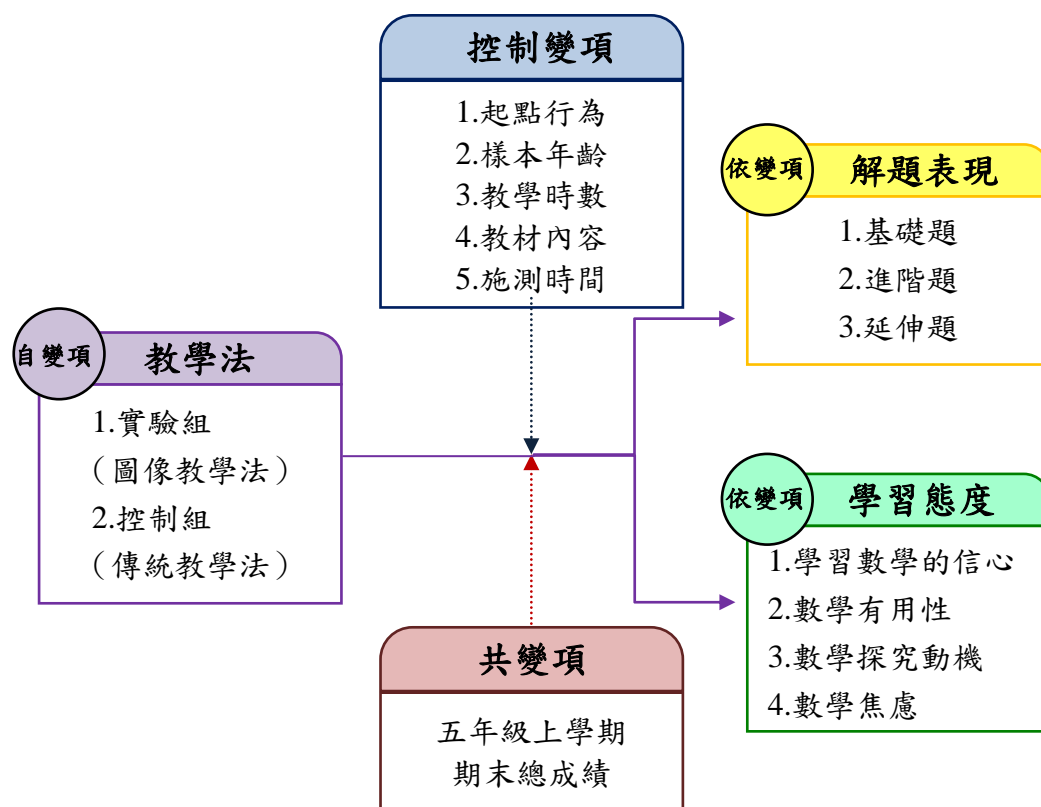 控制變項
1.起點行為
2.樣本年齡
3.教學時數
4.教材內容
5.施測時間
依變項
解題表現
1.基礎題
2.進階題
3.延伸題
自變項
教學法
1.實驗組
（圖像教學法）
2.控制組
（傳統教學法）
依變項
學習態度
1.學習數學的信心
2.數學有用性
3.數學探究動機
4.數學焦慮
共變項
五年級上學期
期末總成績